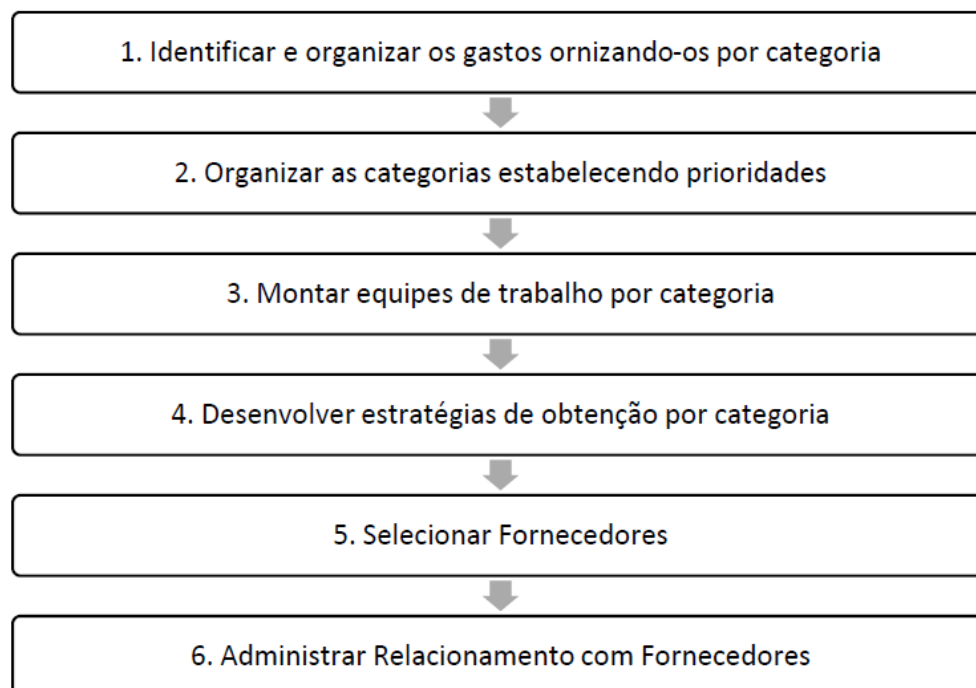 1. Identificar e organizar os gastos ornizando-os por categoria
2. Organizar as categorias estabelecendo prioridades
3. Montar equipes de trabalho por categoria
4. Desenvolver estratégias de obtenção por categoria
5. Selecionar Fornecedores
6. Administrar Relacionamento com Fornecedores